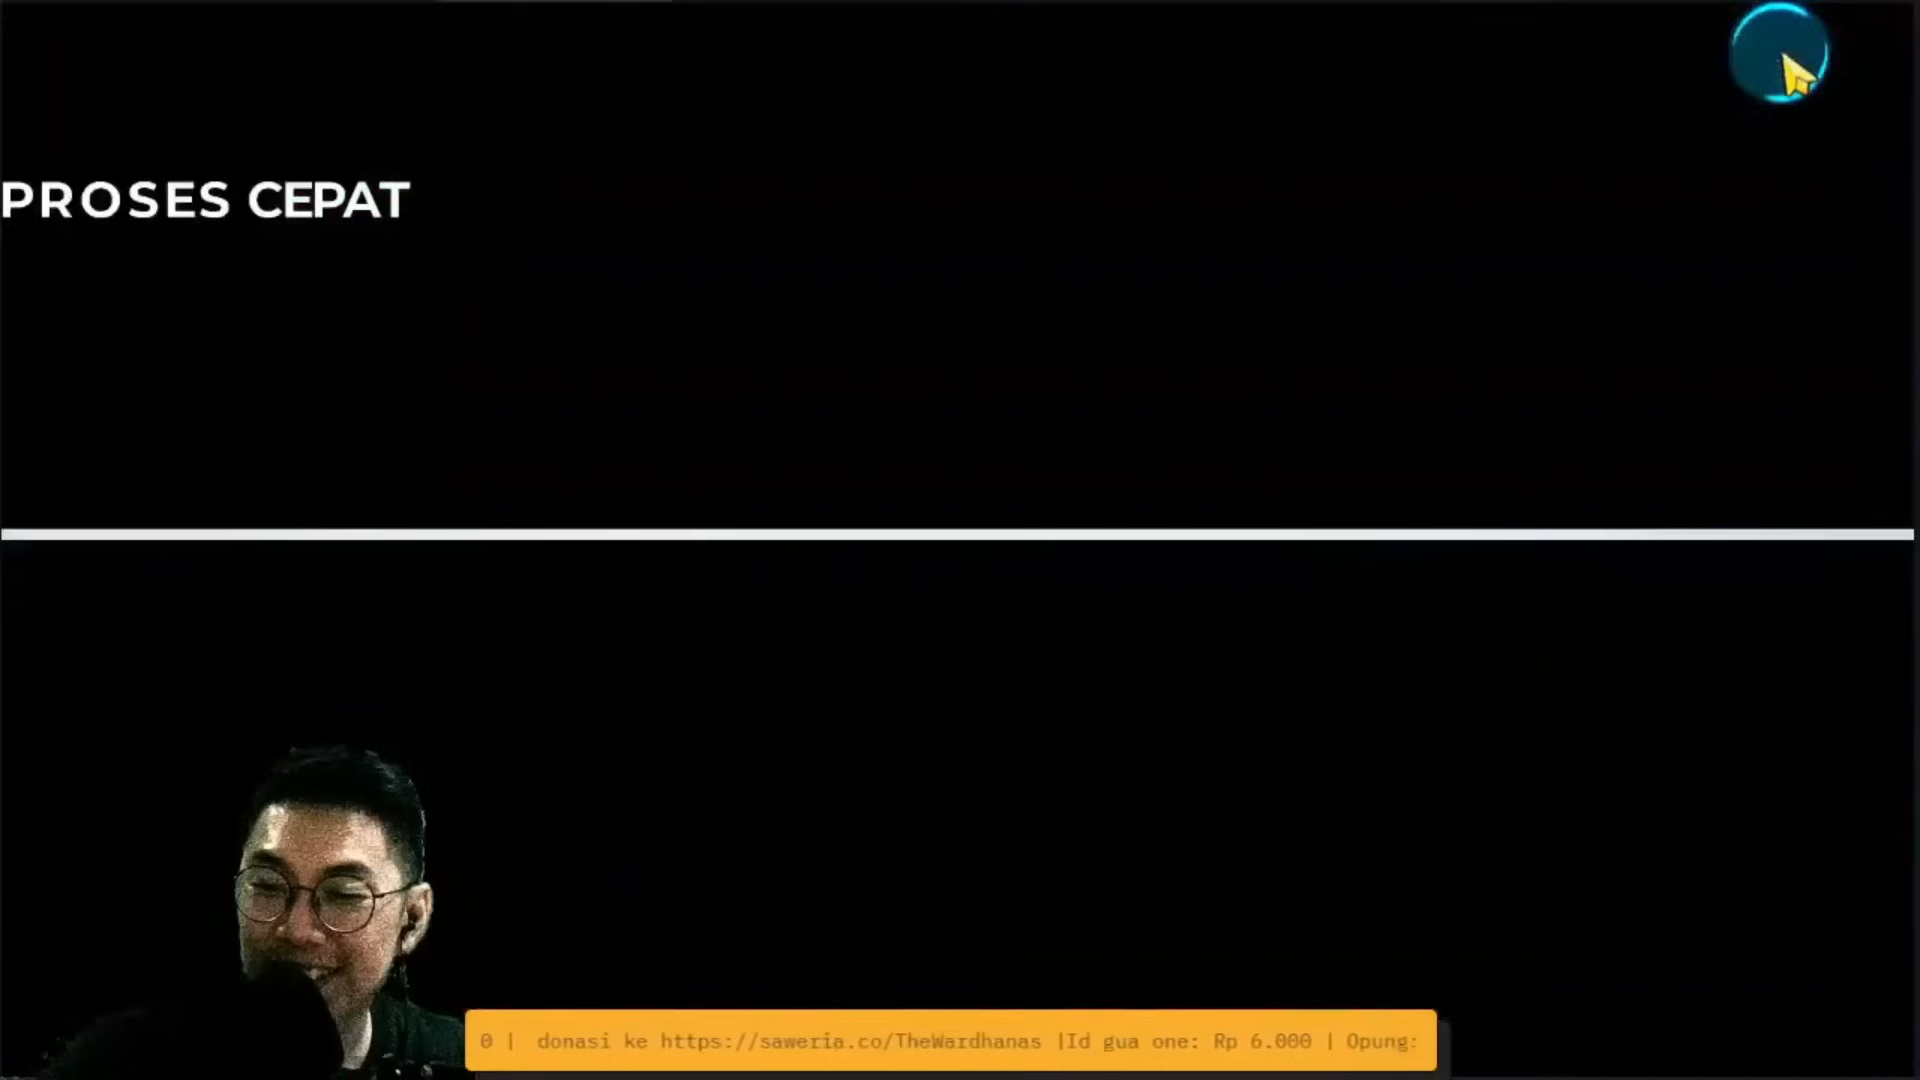 PROSES CEPAT
0 | donasi ke https://saweria.co/TheWardhanas |Id gua one: Rp 6.000 | Opung: